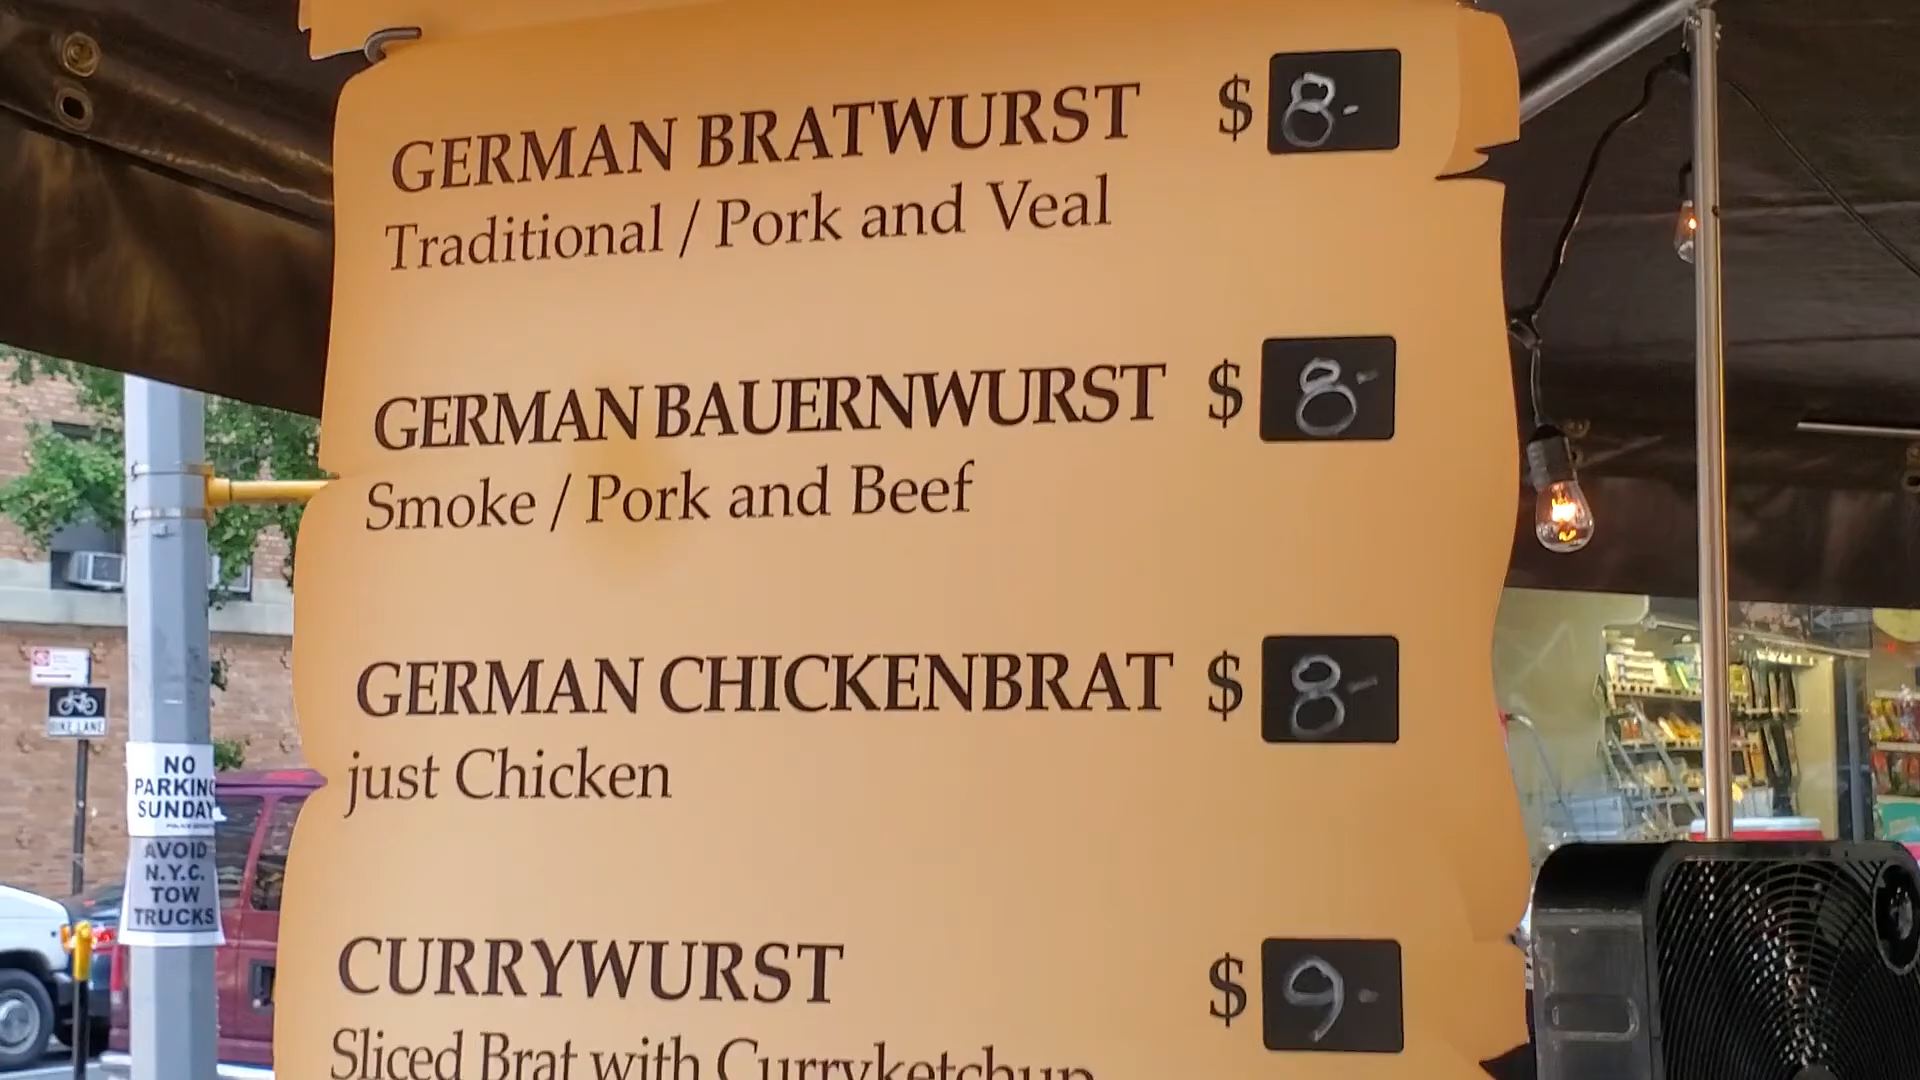 GERMAN BRATWURST $ 8-
Traditional / Pork and Veal
GERMAN BAUERNWURST $ 8-
Smoke / Pork and Beef
GERMAN CHICKENBRAT $ 8-
just Chicken
CURRYWURST $ 9-
Sliced Brat with Curryketchup
BIKE LANE
NO
PARKING
SUNDAY
AVOID
N.Y.C.
TOW
TRUCKS